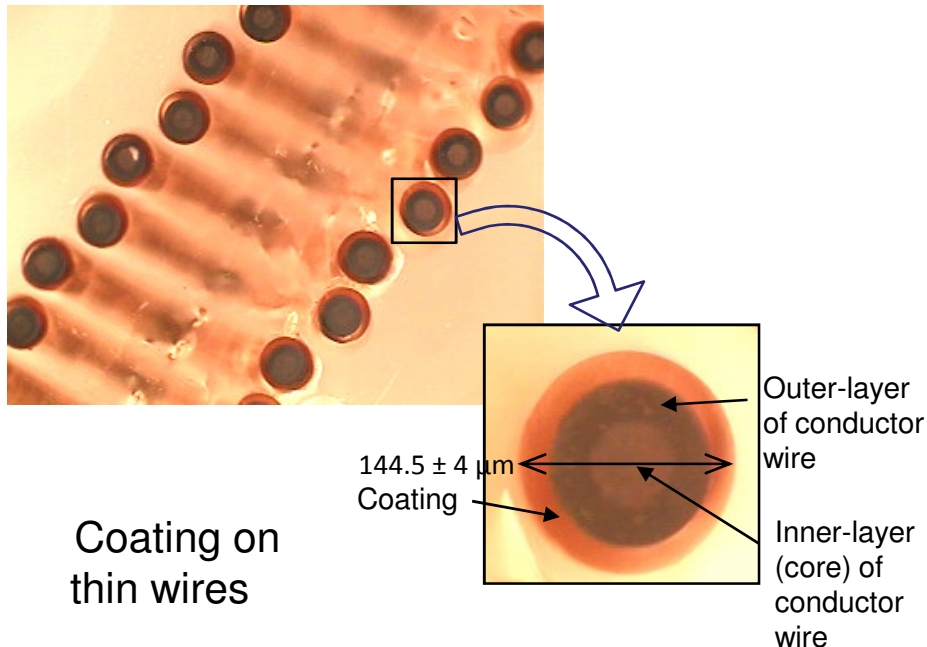 Outer-layer
of conductor
wire
144.5 ± 4 µm
Coating
Inner-layer
(core) of
conductor
wire
Coating on
thin wires